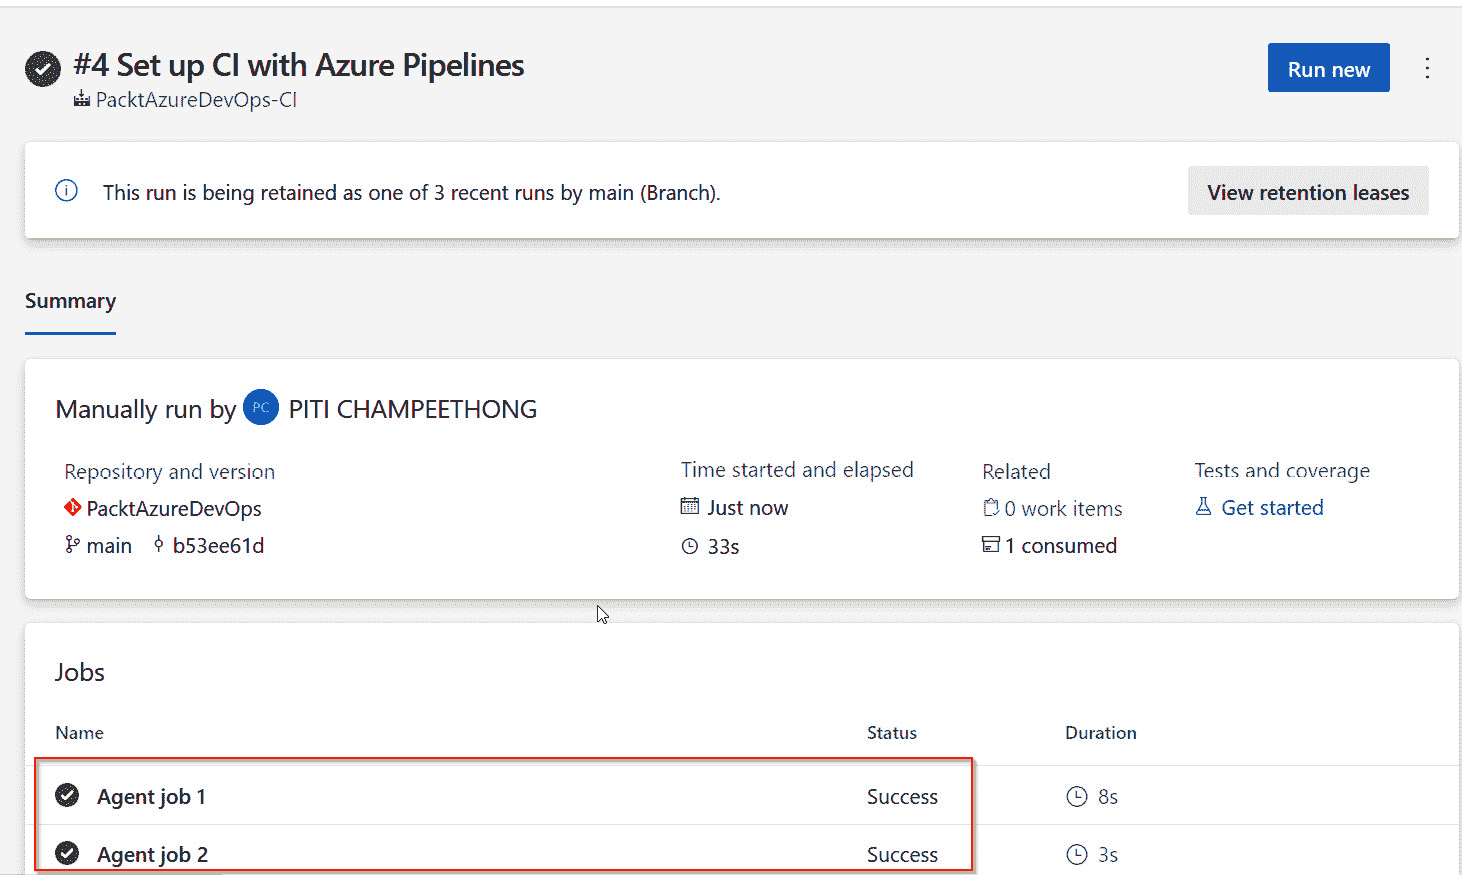 #4 Set up CI with Azure Pipelines
PacktAzureDevOps-CI
Run new
This run is being retained as one of 3 recent runs by main (Branch).
View retention leases
Summary
Manually run by PC PITI CHAMPEETHONG
Repository and version
PacktAzureDevOps
main b53ee61d
Time started and elapsed
Just now
33s
Related
0 work items
1 consumed
Tests and coverage
Get started
Jobs
Name Status Duration
Agent job 1 Success 8s
Agent job 2 Success 3s